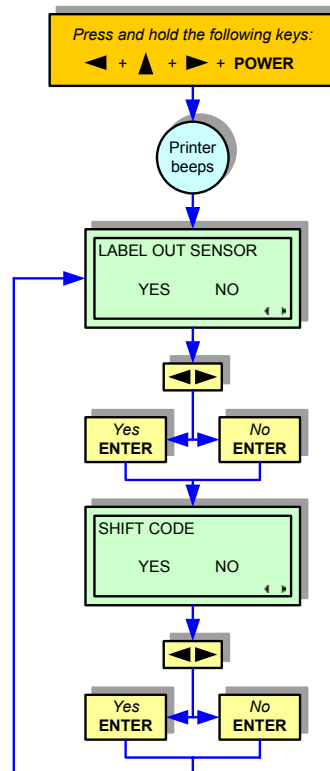 Press and hold the following keys:
◄ + ▲ + ► + POWER
Printer
beeps
LABEL OUT SENSOR
YES NO
◄ ►
Yes No
ENTER ENTER
SHIFT CODE
YES NO
◄ ►
Yes No
ENTER ENTER